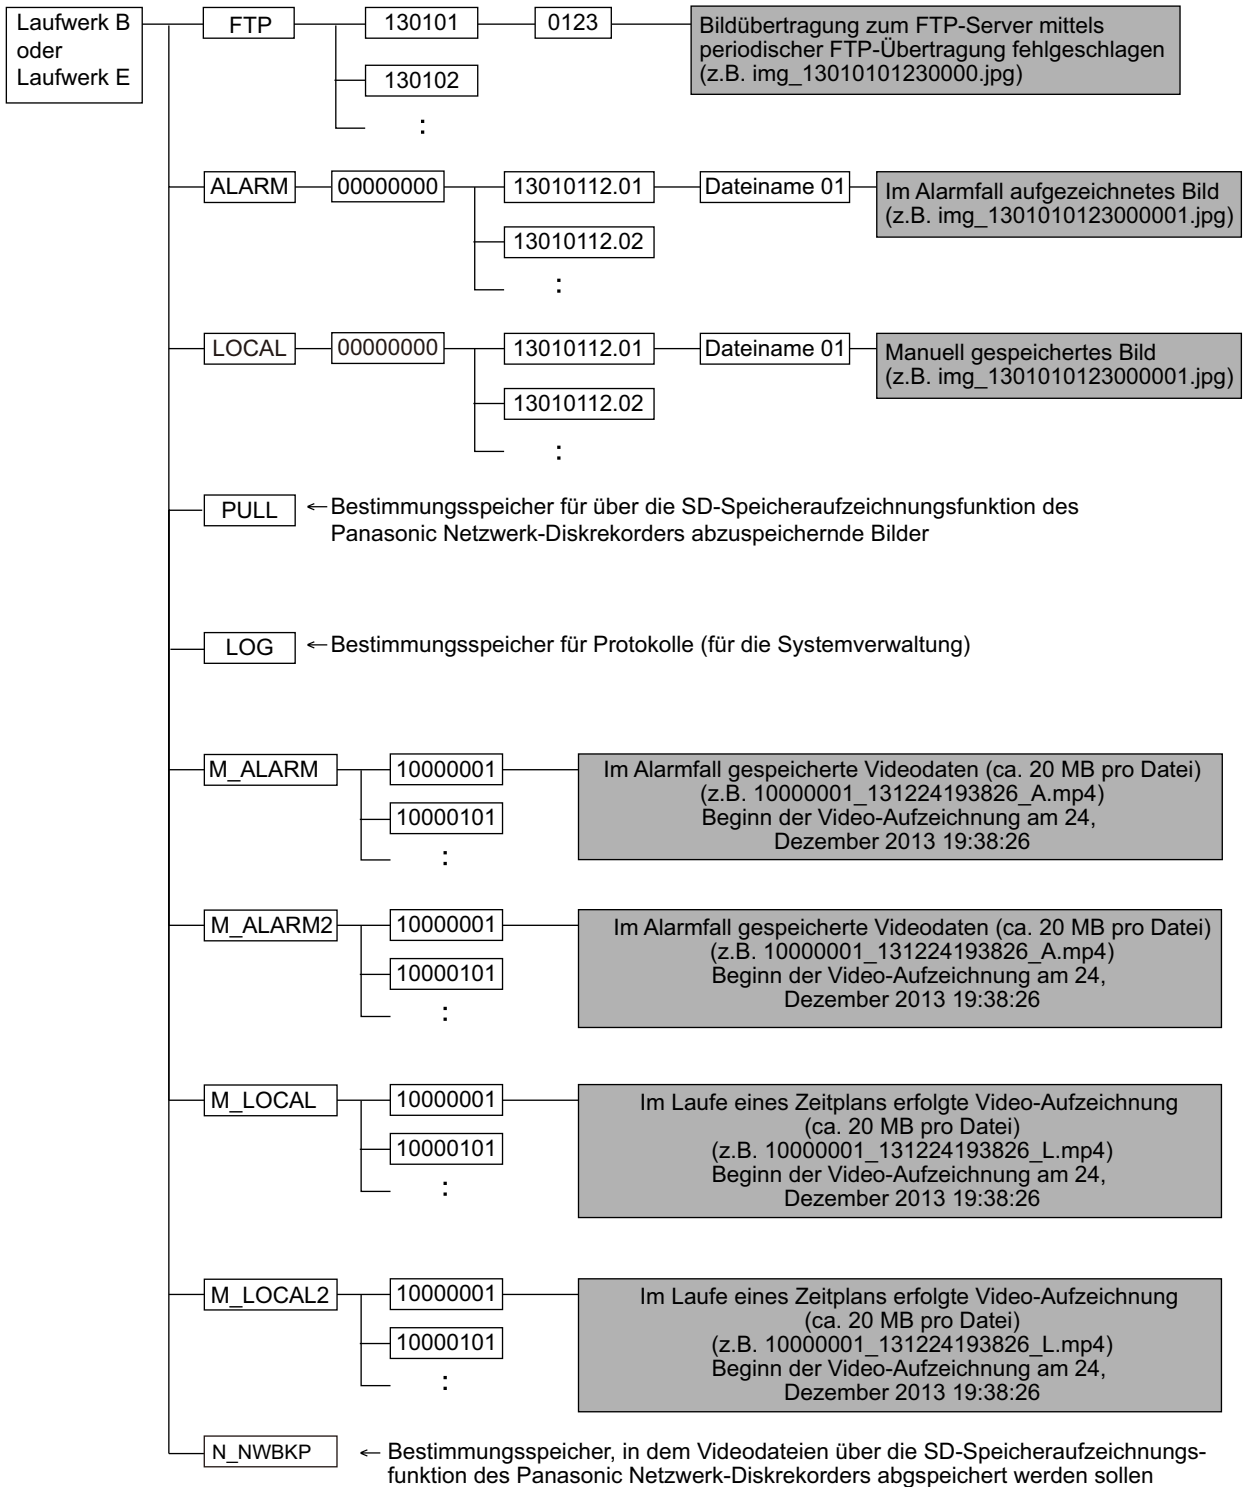 Laufwerk B
oder
Laufwerk E
FTP
130101
0123
Bildübertragung zum FTP-Server mittels
periodischer FTP-Übertragung fehlgeschlagen
(z.B. img_13010101230000.jpg)
130102
:
ALARM
00000000
13010112.01
Dateiname 01
Im Alarmfall aufgezeichnetes Bild
(z.B. img_1301010123000001.jpg)
13010112.02
:
LOCAL
00000000
13010112.01
Dateiname 01
Manuell gespeichertes Bild
(z.B. img_1301010123000001.jpg)
13010112.02
:
PULL
←Bestimmungsspeicher für über die SD-Speicheraufzeichnungsfunktion des
Panasonic Netzwerk-Diskrekorders abzuspeichernde Bilder
LOG
←Bestimmungsspeicher für Protokolle (für die Systemverwaltung)
M_ALARM
10000001
Im Alarmfall gespeicherte Videodaten (ca. 20 MB pro Datei)
(z.B. 10000001_131224193826_A.mp4)
Beginn der Video-Aufzeichnung am 24,
Dezember 2013 19:38:26
10000101
:
M_ALARM2
10000001
Im Alarmfall gespeicherte Videodaten (ca. 20 MB pro Datei)
(z.B. 10000001_131224193826_A.mp4)
Beginn der Video-Aufzeichnung am 24,
Dezember 2013 19:38:26
10000101
:
M_LOCAL
10000001
Im Laufe eines Zeitplans erfolgte Video-Aufzeichnung
(ca. 20 MB pro Datei)
(z.B. 10000001_131224193826_L.mp4)
Beginn der Video-Aufzeichnung am 24,
Dezember 2013 19:38:26
10000101
:
M_LOCAL2
10000001
Im Laufe eines Zeitplans erfolgte Video-Aufzeichnung
(ca. 20 MB pro Datei)
(z.B. 10000001_131224193826_L.mp4)
Beginn der Video-Aufzeichnung am 24,
Dezember 2013 19:38:26
10000101
:
N_NWBKP
← Bestimmungsspeicher, in dem Videodateien über die SD-Speicheraufzeichnungs-
funktion des Panasonic Netzwerk-Diskrekorders abgspeichert werden sollen